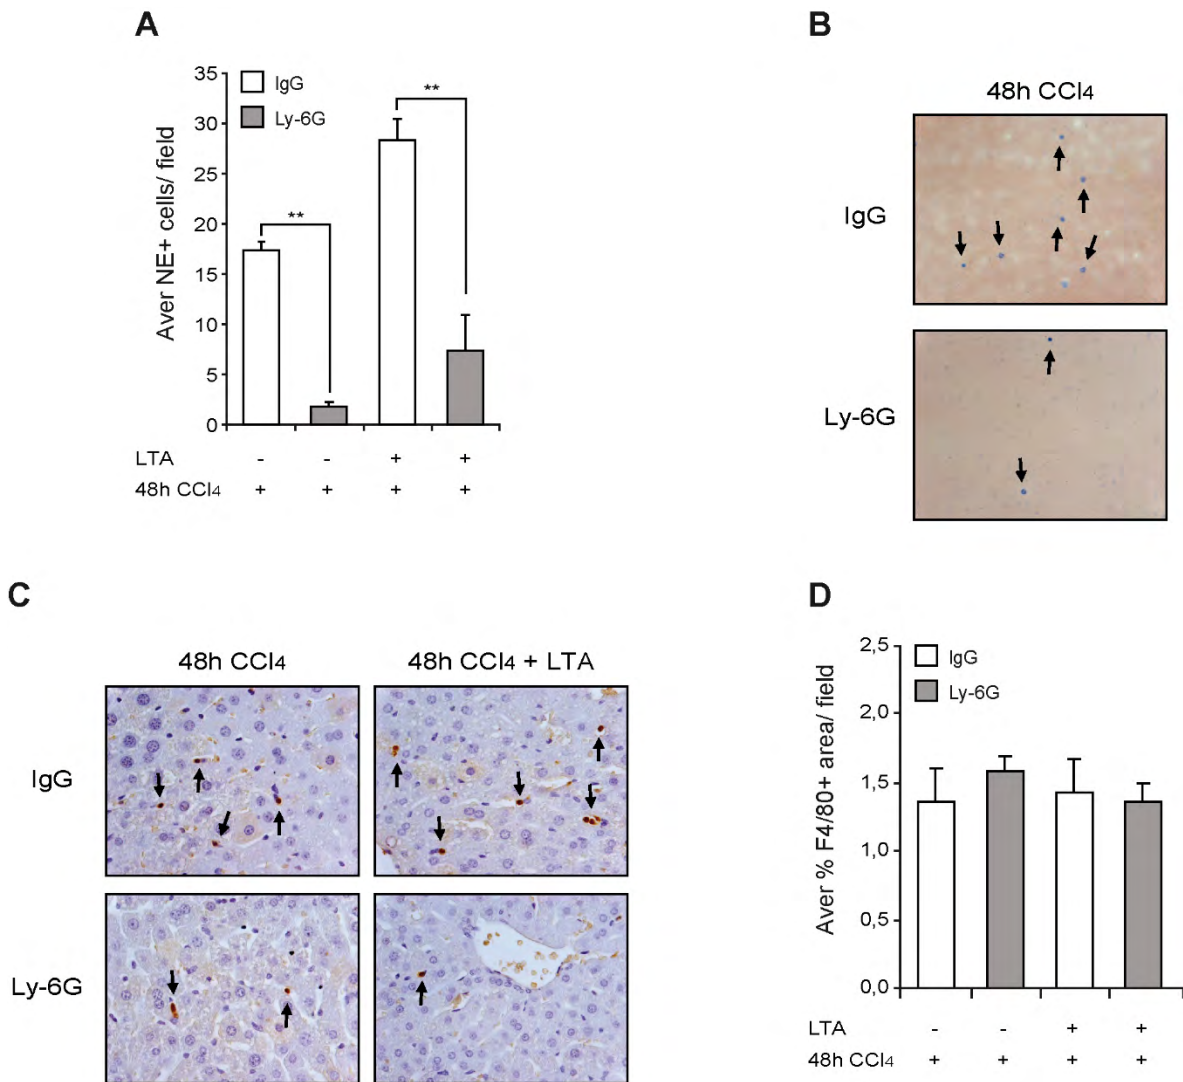 A
35
30
25
20
15
10
5
0
Aver NE+ cells/ field
IgG
Ly-6G
**
**
LTA - - + +
48h CCl4 + + + +
B
48h CCl4
IgG
Ly-6G
C
48h CCl4 48h CCl4 + LTA
IgG
Ly-6G
D
2,5
2,0
1,5
1,0
0,5
0,0
Aver % F4/80+ area/ field
IgG
Ly-6G
LTA - - + +
48h CCl4 + + + +